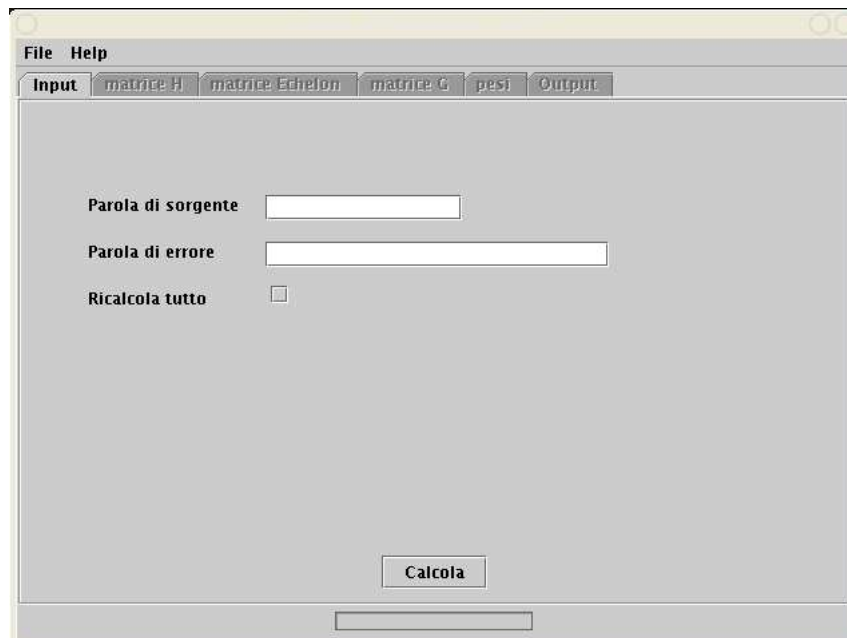 File Help
Input matrice H matrice Echelon matrice G pesi Output
Parola di sorgente
Parola di errore
Ricalcola tutto
Calcola